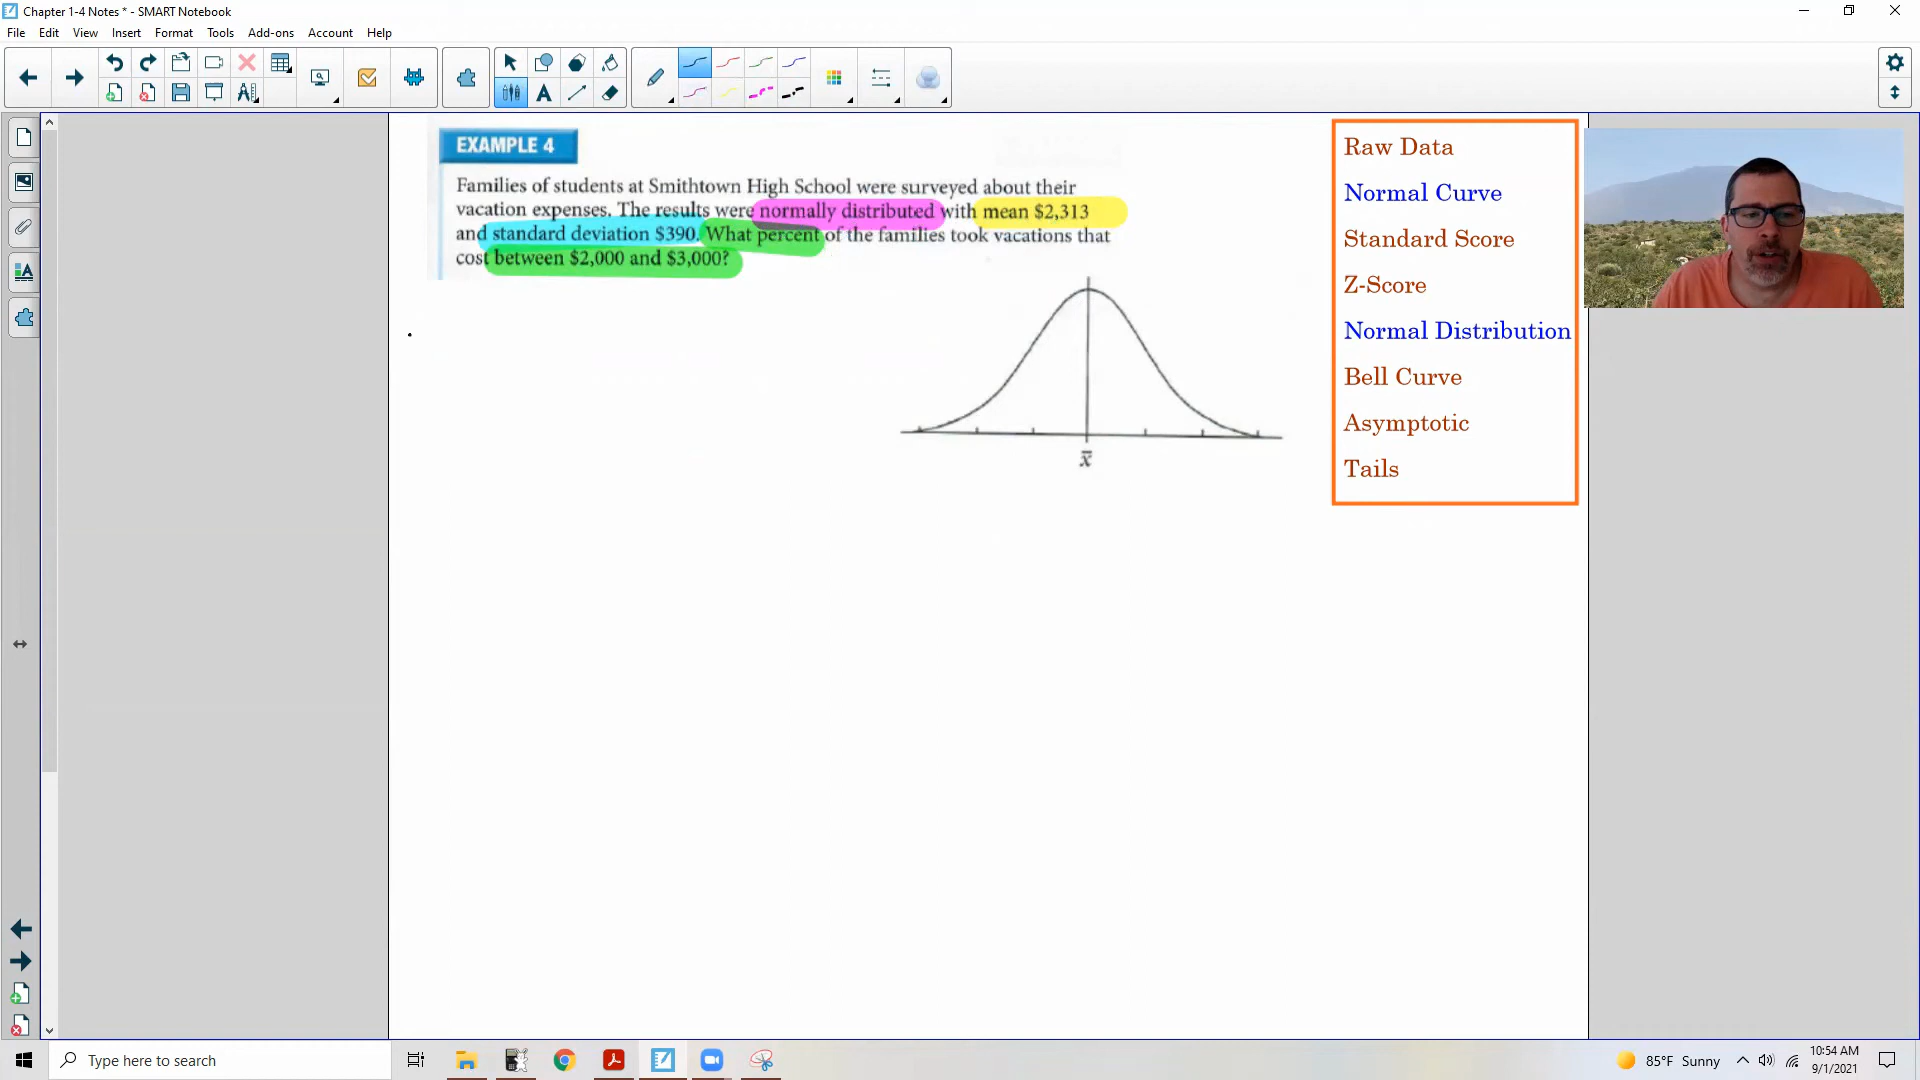 Chapter 1-4 Notes * - SMART Notebook
File Edit View Insert Format Tools Add-ons Account Help
EXAMPLE 4
Families of students at Smithtown High School were surveyed about their
vacation expenses. The results were normally distributed with mean $2,313
and standard deviation $390. What percent of the families took vacations that
cost between $2,000 and $3,000?
x̄
Raw Data
Normal Curve
Standard Score
Z-Score
Normal Distribution
Bell Curve
Asymptotic
Tails
Type here to search
85°F Sunny
10:54 AM
9/1/2021